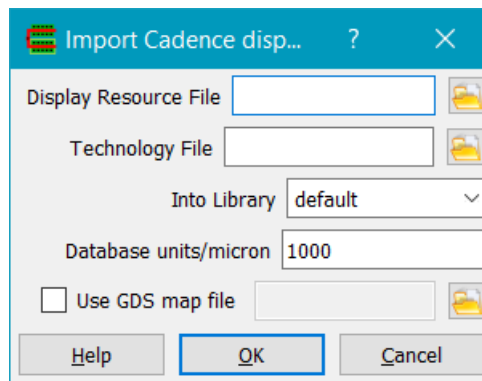 Import Cadence disp... ?
Display Resource File
Technology File
Into Library default
Database units/micron 1000
Use GDS map file
Help OK Cancel